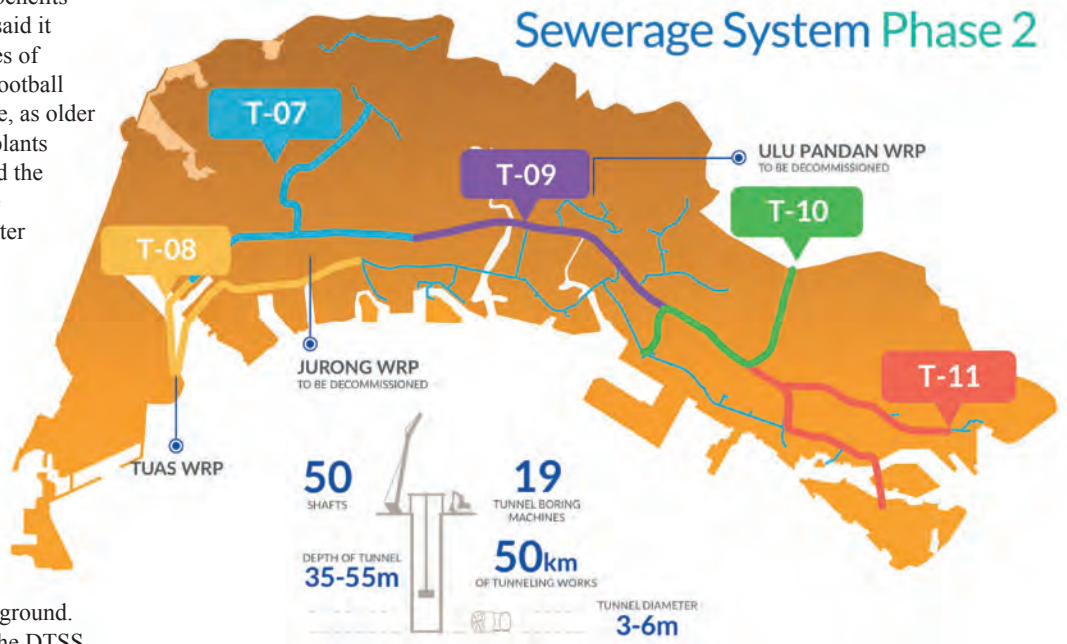 enefits
said it
es of
ootball
e, as older
plants
d the
ter
ground.
he DTSS
Sewerage System Phase 2
T-07
T-09
ULU PANDAN WRP
TO BE DECOMMISSIONED
T-10
T-08
JURONG WRP
TO BE DECOMMISSIONED
T-11
TUAS WRP
50
SHAFTS
19
TUNNEL BORING
MACHINES
DEPTH OF TUNNEL
35-55m
50km
OF TUNNELING WORKS
TUNNEL DIAMETER
3-6m